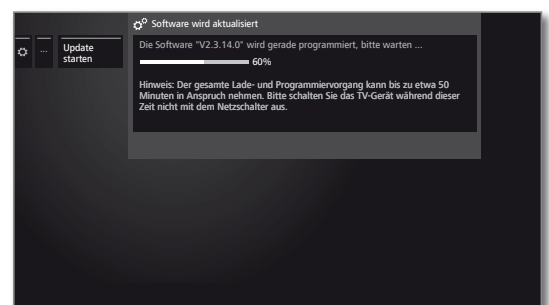 Software wird aktualisiert
...
Update
starten
Die Software "V2.3.14.0" wird gerade programmiert, bitte warten ...
60%
Hinweis: Der gesamte Lade- und Programmiervorgang kann bis zu etwa 50
Minuten in Anspruch nehmen. Bitte schalten Sie das TV-Gerät während dieser
Zeit nicht mit dem Netzschalter aus.